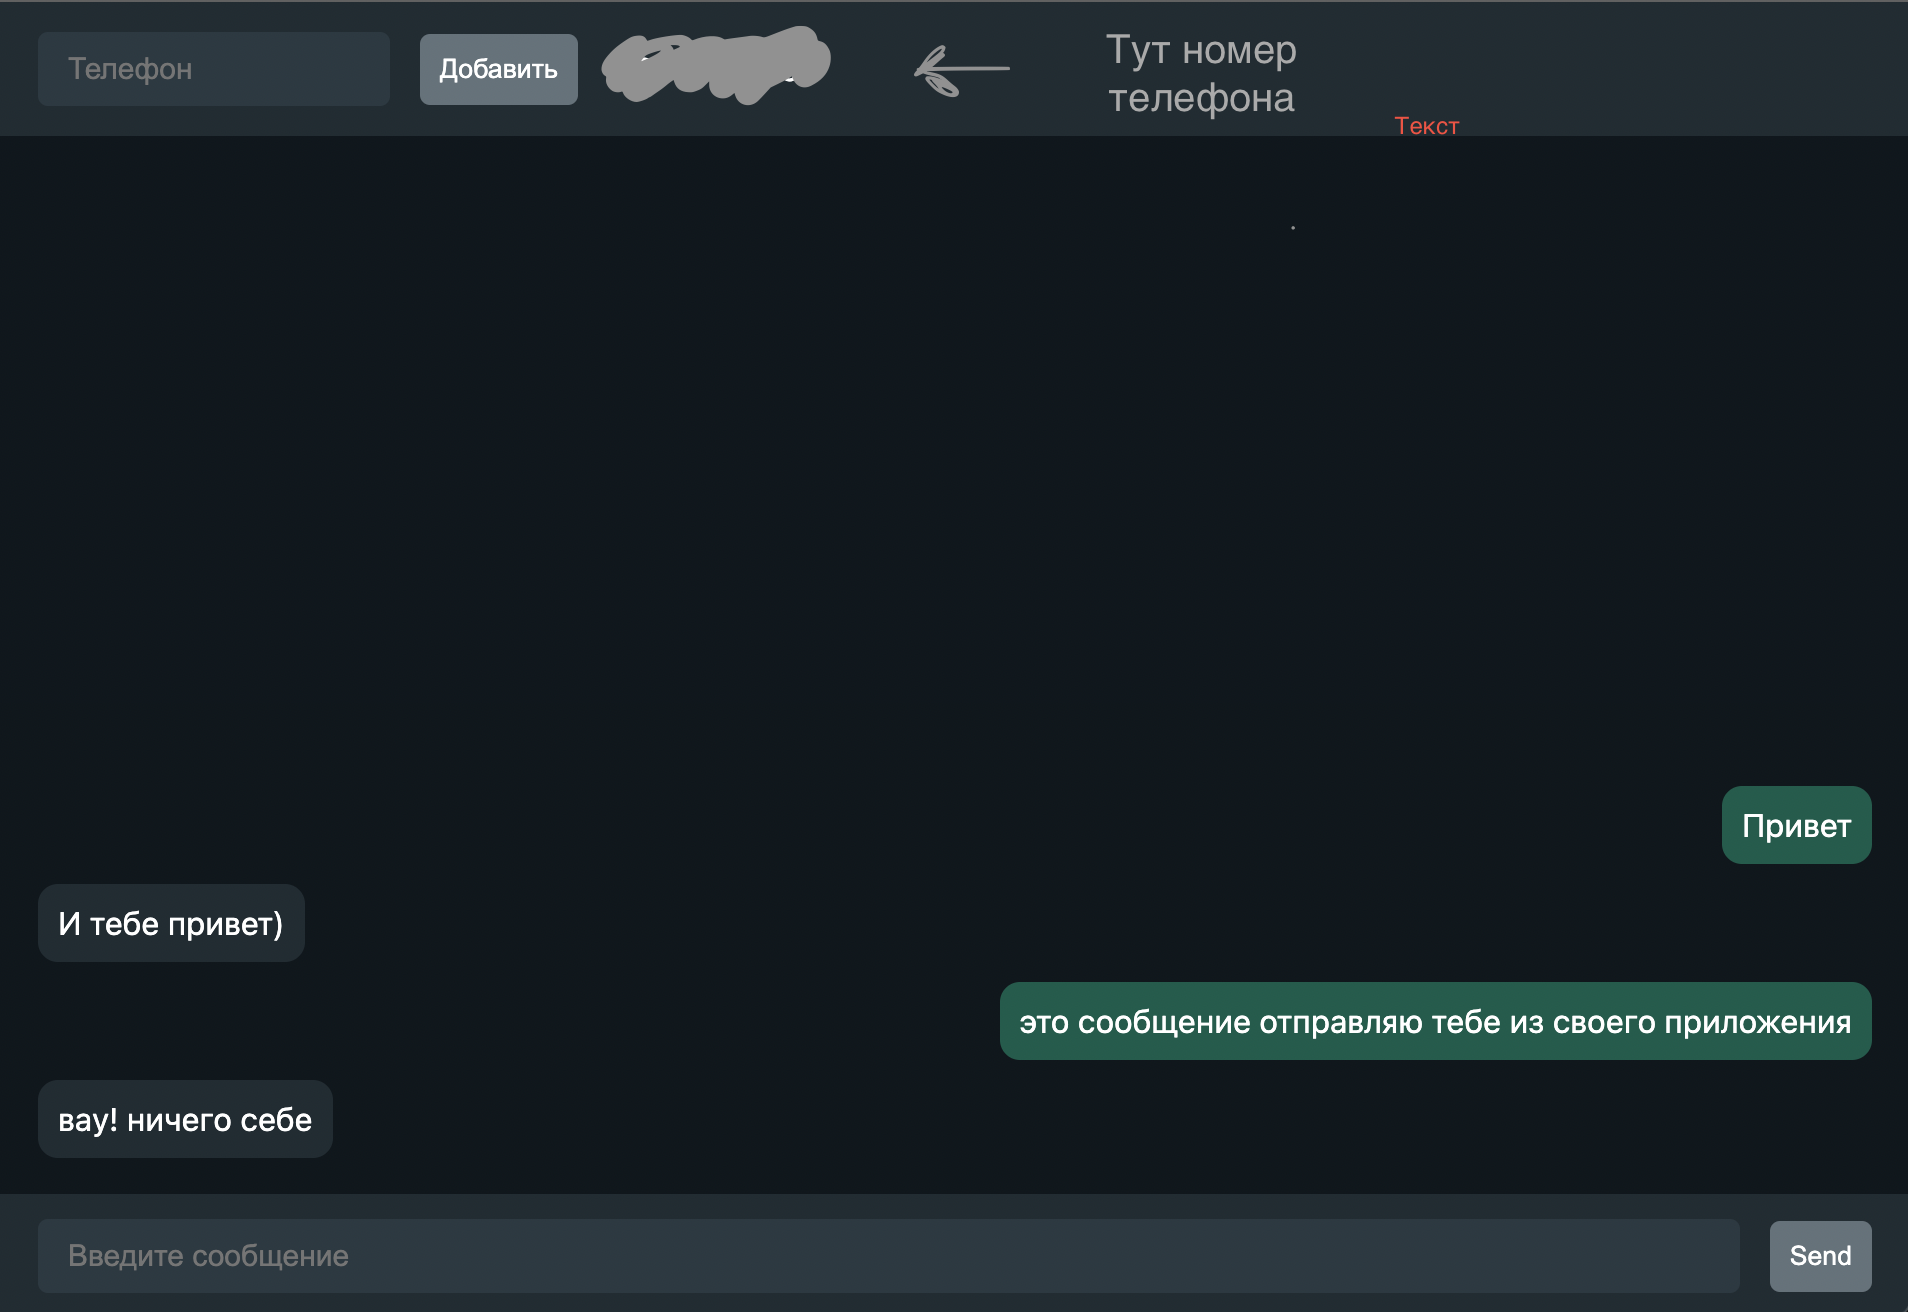 Телефон
Добавить
Тут номер
телефона
Текст
Привет
И тебе привет)
это сообщение отправляю тебе из своего приложения
вау! ничего себе
Введите сообщение
Send